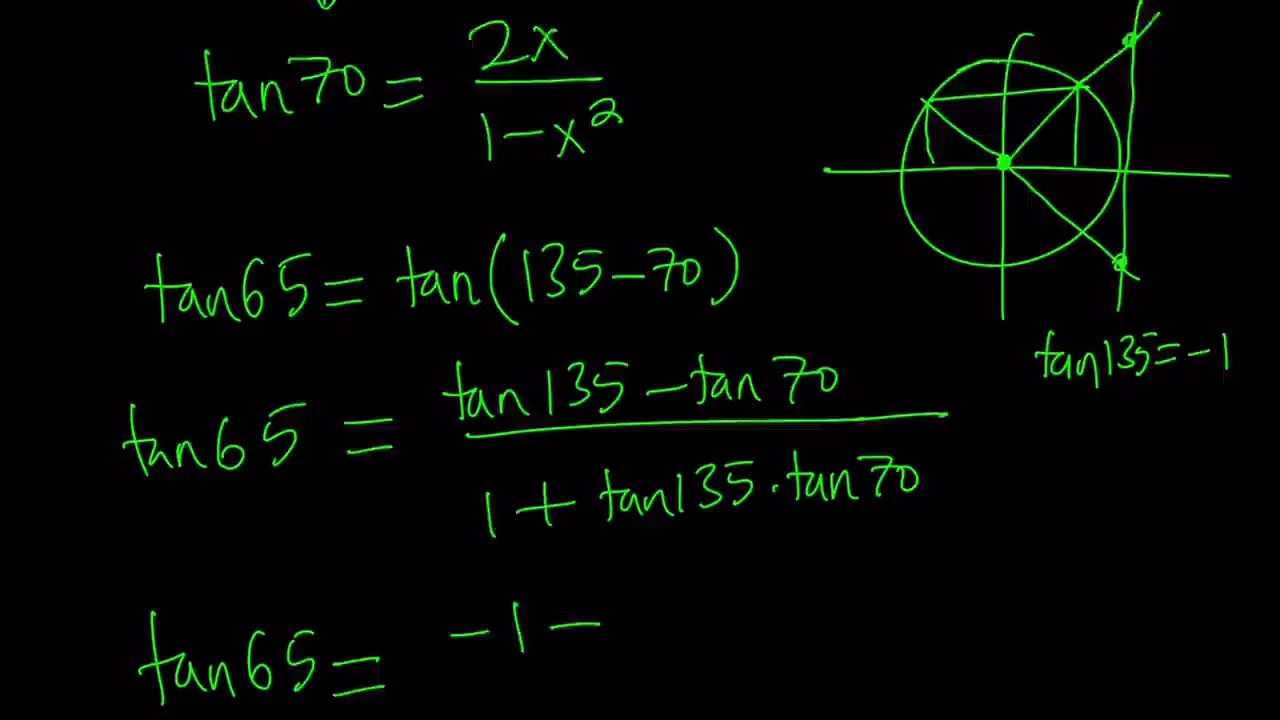 tan70 = 2x / 1-x²
tan65 = tan(135-70)
tan135 = -1
tan65 = tan135 - tan70 / 1 + tan135 · tan70
tan65 = -1 -